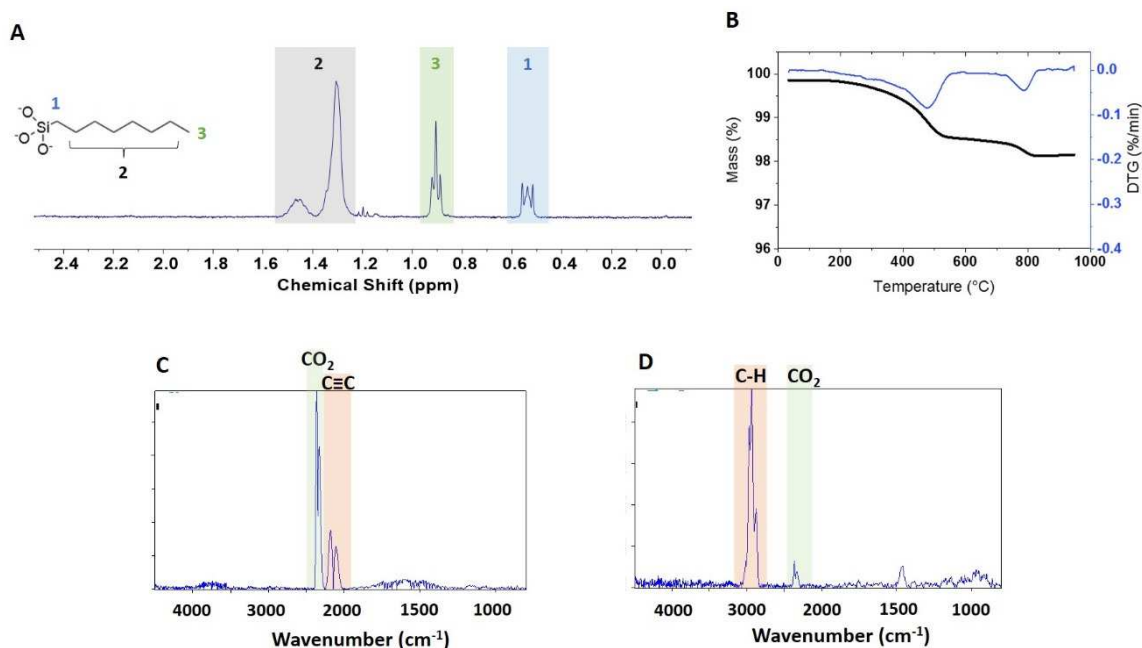 A
1
O⁻
⁻O
Si
O⁻
2
3
2
3
1
2.4 2.2 2.0 1.8 1.6 1.4 1.2 1.0 0.8 0.6 0.4 0.2 0.0
Chemical Shift (ppm)
B
100
99
98
97
96
Mass (%)
0 200 400 600 800 1000
Temperature (°C)
0.0
-0.1
-0.2
-0.3
-0.4
DTG (%/min)
C
CO₂
C≡C
4000 3000 2000 1500 1000
Wavenumber (cm⁻¹)
D
C-H
CO₂
4000 3000 2000 1500 1000
Wavenumber (cm⁻¹)